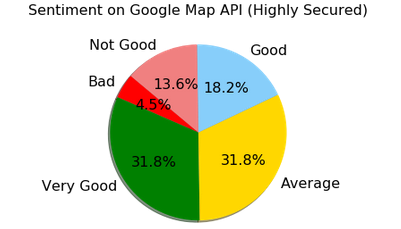 Sentiment on Google Map API (Highly Secured)
Not Good
Good
13.6%
18.2%
Bad
4.5%
31.8%
31.8%
Very Good
Average